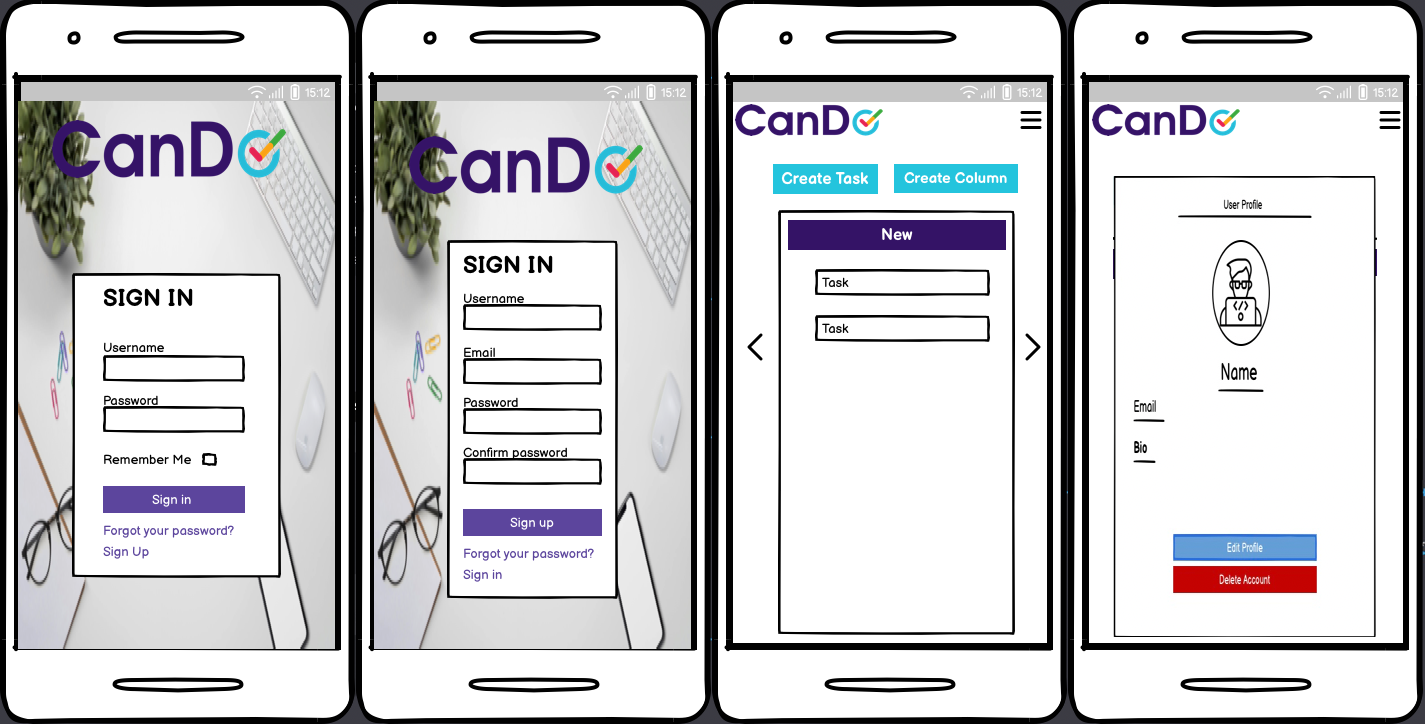 15:12
CanDo
SIGN IN
Username
Password
Remember Me
Sign in
Forgot your password?
Sign Up
15:12
CanDo
SIGN IN
Username
Email
Password
Confirm password
Sign up
Forgot your password?
Sign in
15:12
CanDo
Create Task
Create Column
New
Task
Task
15:12
CanDo
User Profile
</>
Name
Email
Bio
Edit Profile
Delete Account